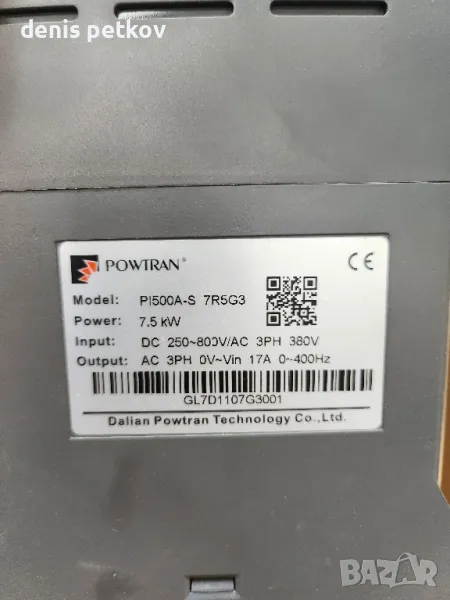 denis petkov
POWTRAN®
CE
Model: PI500A-S 7R5G3
Power: 7.5 kW
Input: DC 250~800V/AC 3PH 380V
Output: AC 3PH 0V~Vin 17A 0~400Hz
GL7D1107G3001
Dalian Powtran Technology Co.,Ltd.
BAZAR